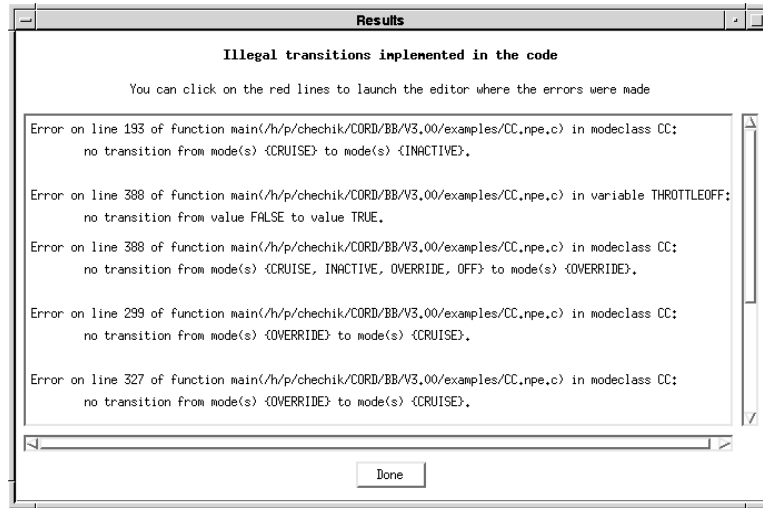 Results
Illegal transitions implemented in the code
You can click on the red lines to launch the editor where the errors were made
Error on line 193 of function main(/h/p/chechik/CORD/BB/V3.00/examples/CC.npe.c) in modeclass CC:
no transition from mode(s) {CRUISE} to mode(s) {INACTIVE}.
Error on line 388 of function main(/h/p/chechik/CORD/BB/V3.00/examples/CC.npe.c) in variable THROTTLEOFF:
no transition from value FALSE to value TRUE.
Error on line 388 of function main(/h/p/chechik/CORD/BB/V3.00/examples/CC.npe.c) in modeclass CC:
no transition from mode(s) {CRUISE, INACTIVE, OVERRIDE, OFF} to mode(s) {OVERRIDE}.
Error on line 299 of function main(/h/p/chechik/CORD/BB/V3.00/examples/CC.npe.c) in modeclass CC:
no transition from mode(s) {OVERRIDE} to mode(s) {CRUISE}.
Error on line 327 of function main(/h/p/chechik/CORD/BB/V3.00/examples/CC.npe.c) in modeclass CC:
no transition from mode(s) {OVERRIDE} to mode(s) {CRUISE}.
Done